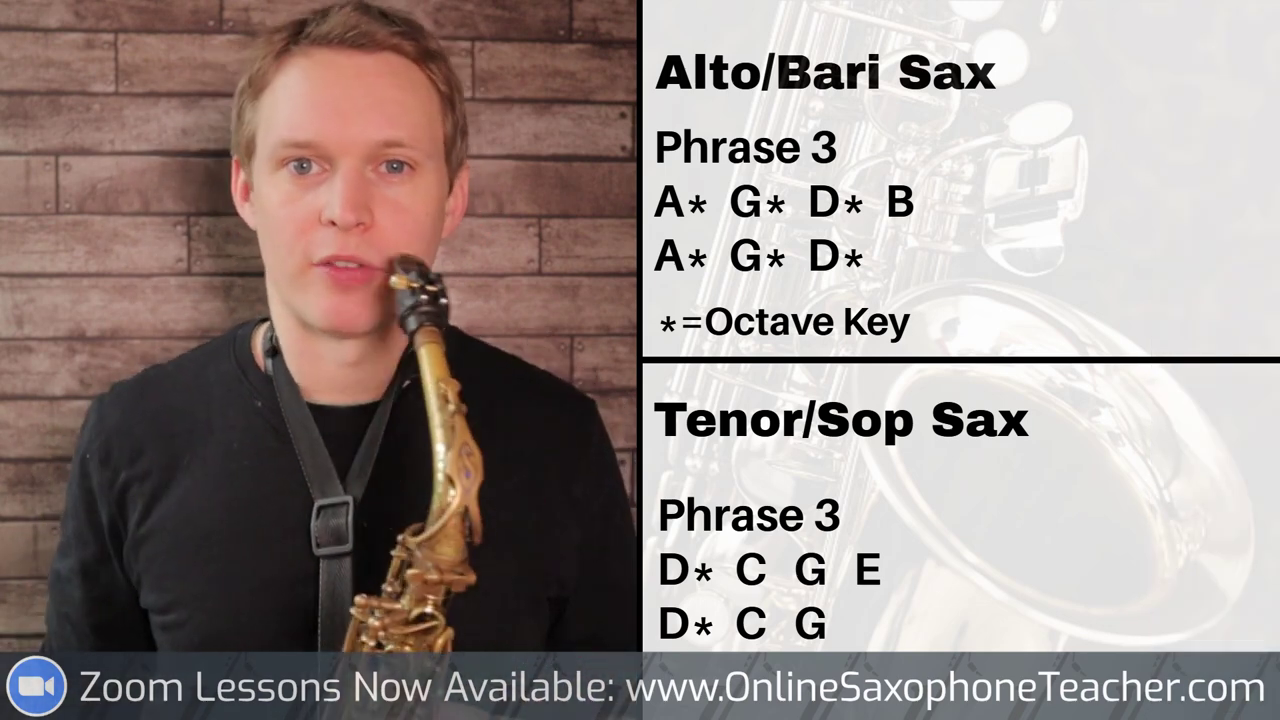 Alto/Bari Sax
Phrase 3
A* G* D* B
A* G* D*
*=Octave Key
Tenor/Sop Sax
Phrase 3
D* C G E
D* C G
Zoom Lessons Now Available: www.OnlineSaxophoneTeacher.com